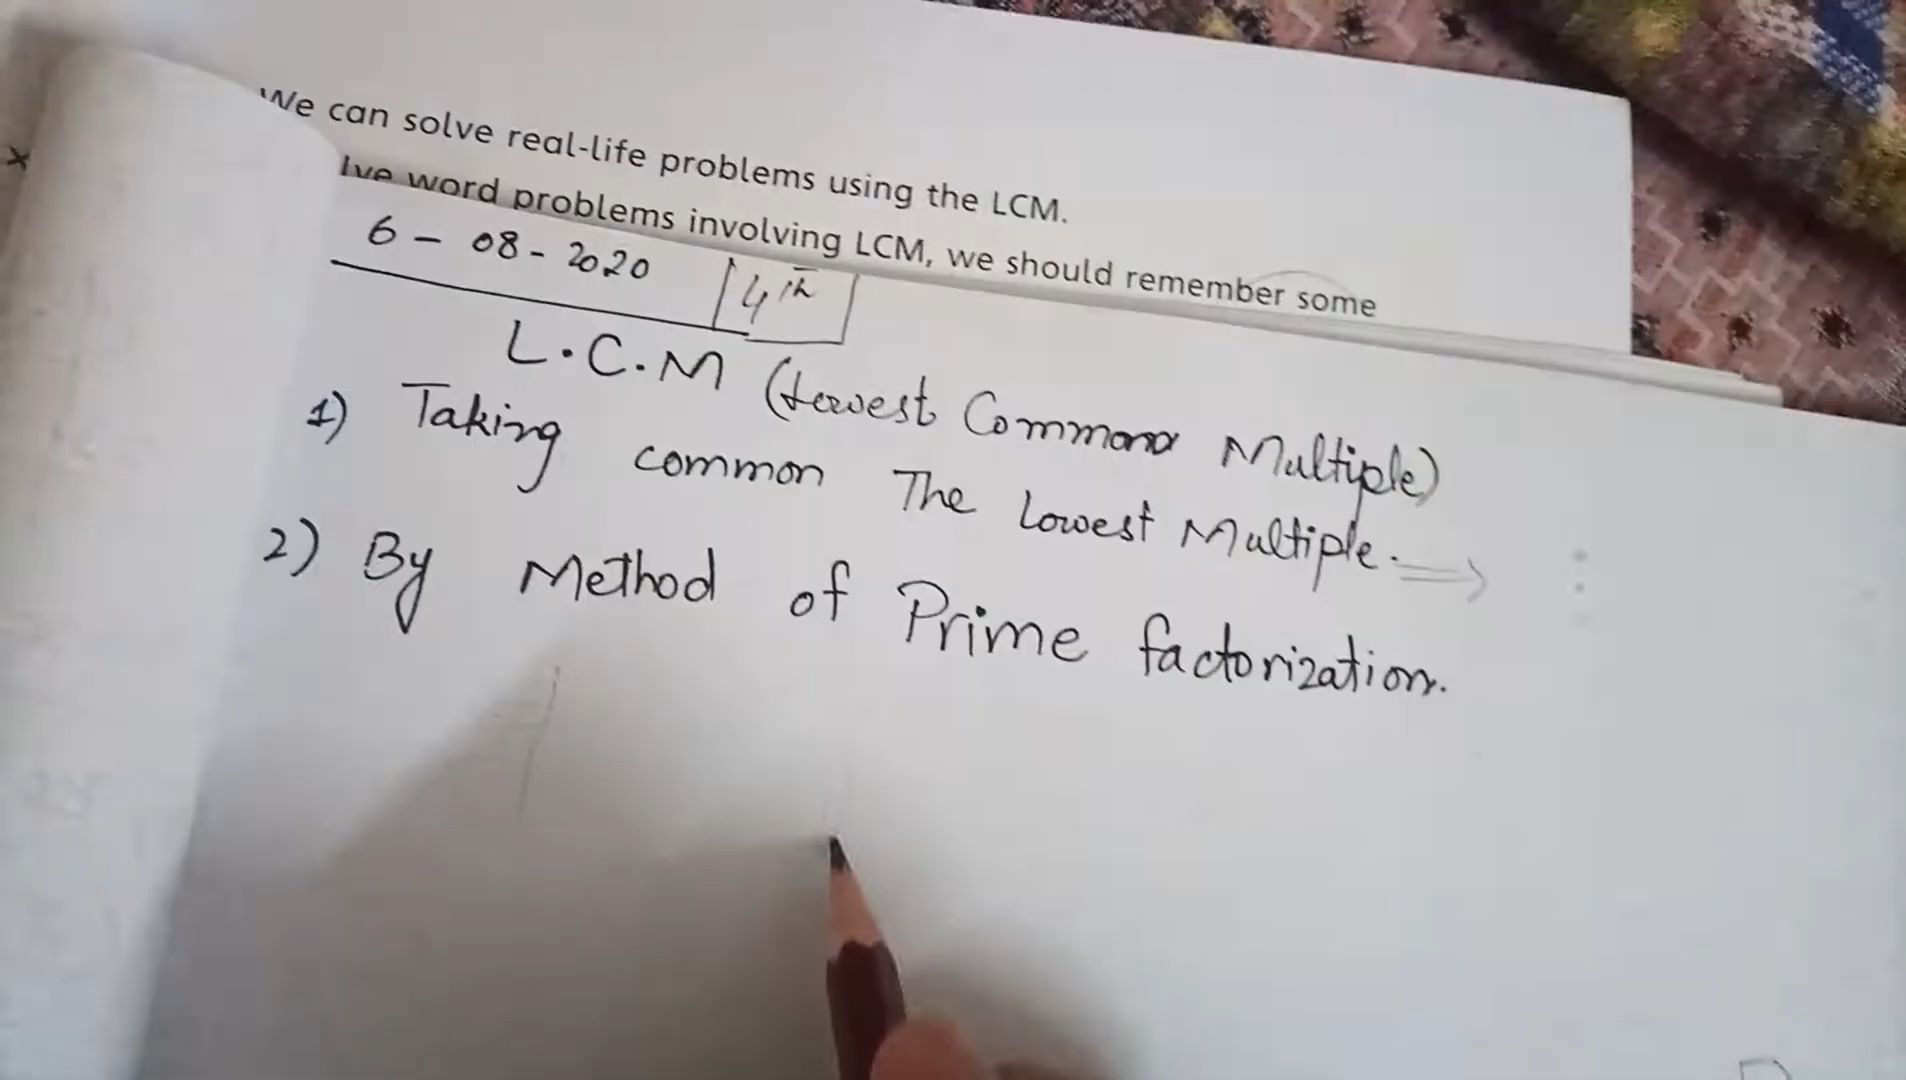 We can solve real-life problems using the LCM.
lve word problems involving LCM, we should remember some
6 - 08 - 2020 4th
L.C.M (Lowest Common Multiple)
1) Taking common The Lowest Multiple. ⇒
2) By Method of Prime factorization.